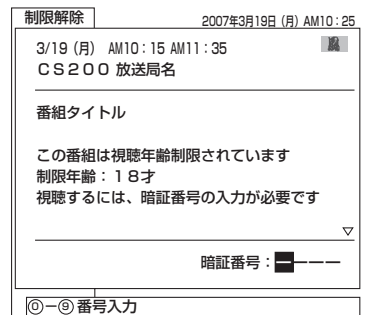 制限解除
2007年3月19日 (月) AM10：25
3/19 (月) AM10：15 AM11：35
ＣＳ２００ 放送局名
番組タイトル
この番組は視聴年齢制限されています
制限年齢：１８才
視聴するには、暗証番号の入力が必要です
▽
暗証番号：－－－－
⓪－⑨ 番号入力